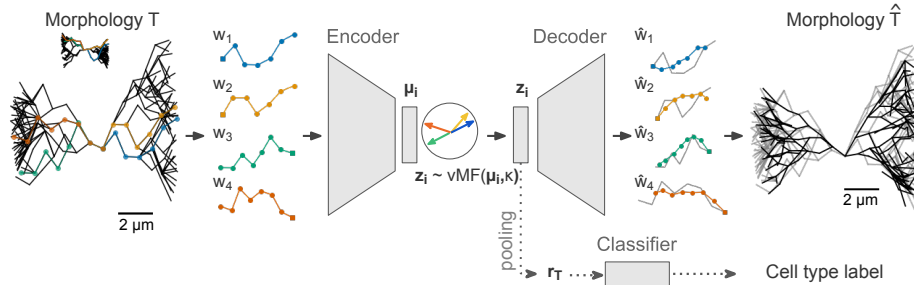 Morphology T
Encoder
Decoder
Morphology T̂
w₁
w₂
w₃
w₄
μᵢ
zᵢ
zᵢ ~ vMF(μᵢ,κ)
ŵ₁
ŵ₂
ŵ₃
ŵ₄
2 μm
2 μm
pooling
Classifier
r_T
Cell type label